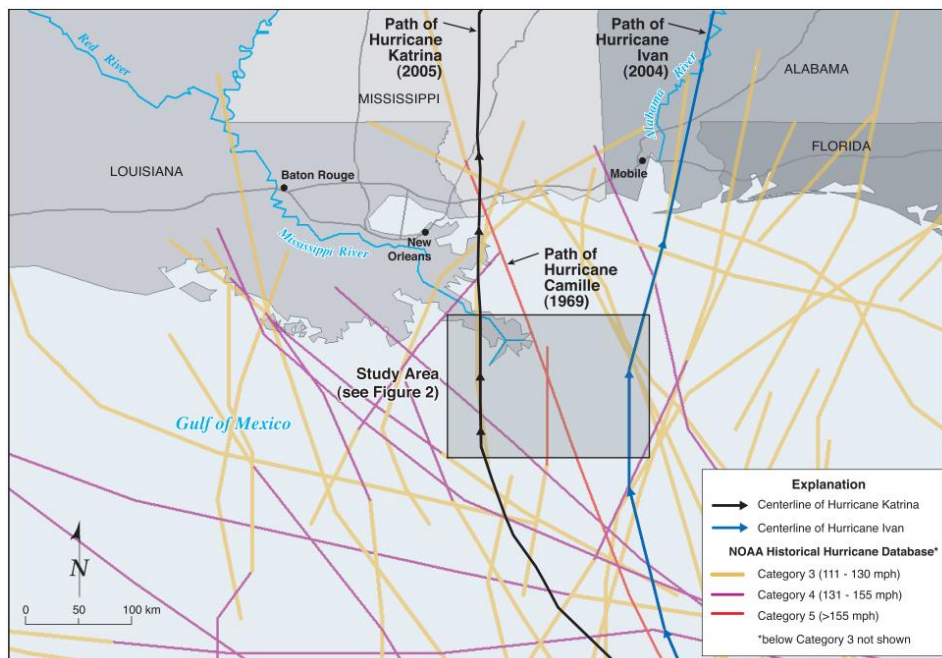 Red
River
Path of
Hurricane
Katrina
(2005)
Path of
Hurricane
Ivan
(2004)
Alabama River
ALABAMA
MISSISSIPPI
FLORIDA
LOUISIANA
Baton Rouge
Mobile
Mississippi River
New
Orleans
Path of
Hurricane
Camille
(1969)
Study Area
(see Figure 2)
Gulf of Mexico
N
0 50 100 km
Explanation
Centerline of Hurricane Katrina
Centerline of Hurricane Ivan
NOAA Historical Hurricane Database*
Category 3 (111 - 130 mph)
Category 4 (131 - 155 mph)
Category 5 (>155 mph)
*below Category 3 not shown